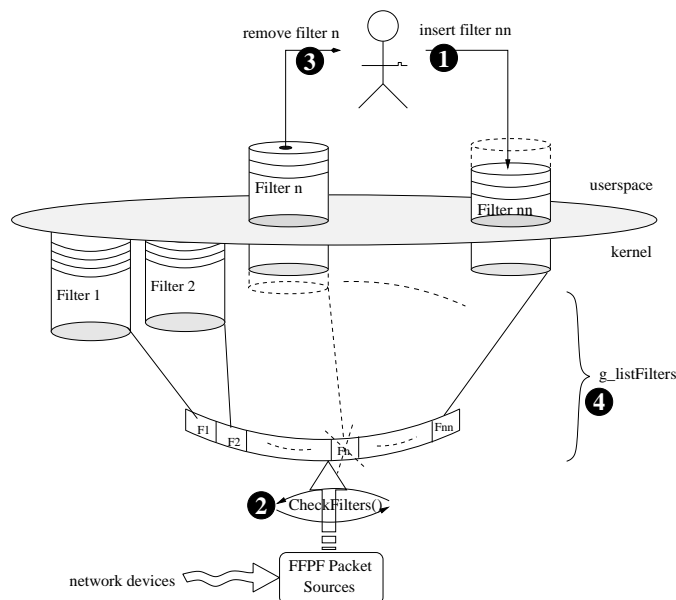 remove filter n
insert filter nn
3
1
Filter n
Filter nn
userspace
kernel
Filter 1
Filter 2
g_listFilters
4
F1
F2
Fn
Fnn
2
CheckFilters()
FFPF Packet
Sources
network devices